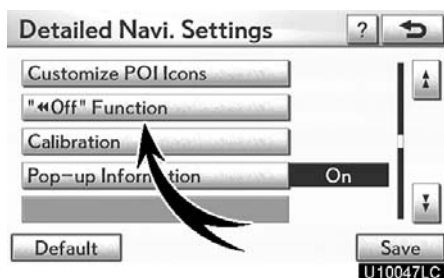 Detailed Navi. Settings ?
Customize POI Icons
"◀◀Off" Function
Calibration
Pop-up Information On
Default Save
U10047LC